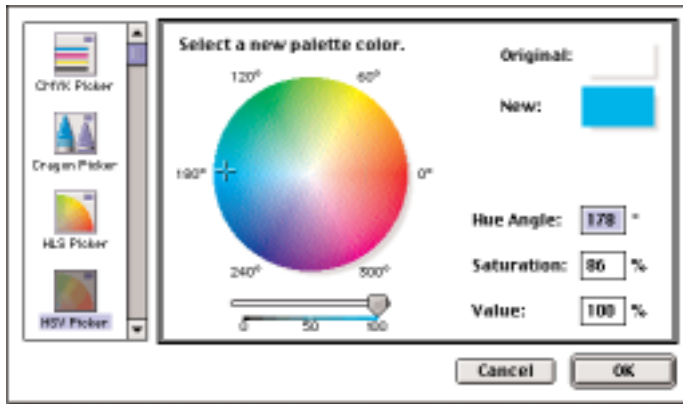 CMYK Picker
Crayon Picker
HLS Picker
HSV Picker
Select a new palette color.
120°
60°
180°
0°
240°
300°
0
50
100
Original:
New:
Hue Angle: 178 °
Saturation: 86 %
Value: 100 %
Cancel
OK